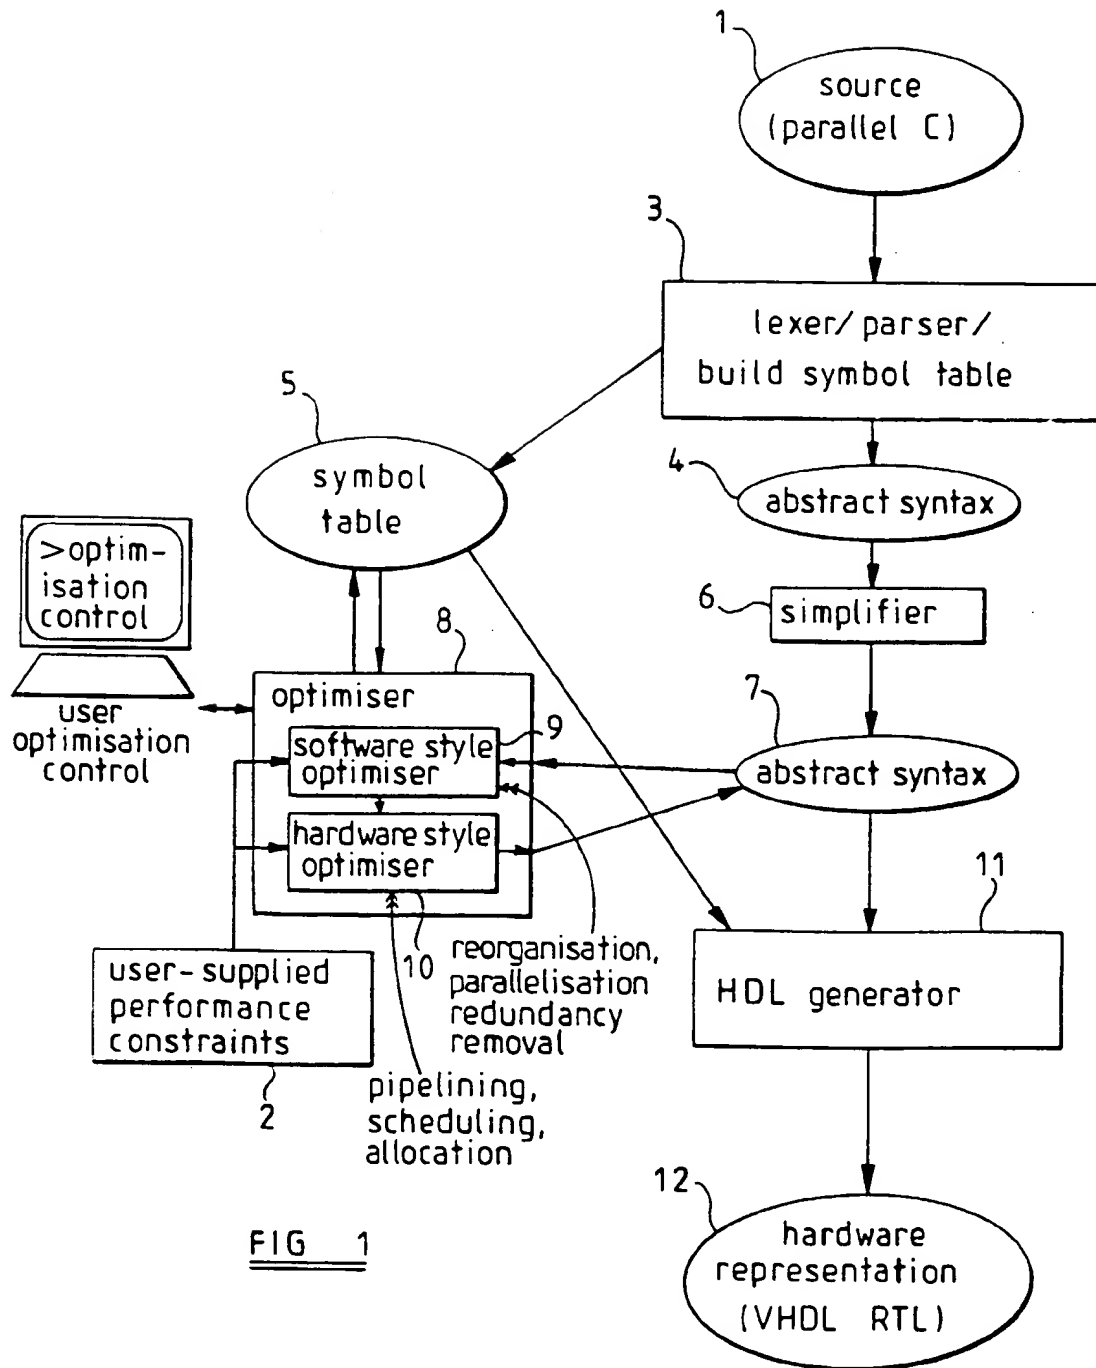 1
source
(parallel C)
3
lexer/parser/
build symbol table
5
symbol
table
4
abstract syntax
>optim-
isation
control
6
simplifier
user
optimisation
control
8
optimiser
9
software style
optimiser
hardware style
optimiser
7
abstract syntax
10
reorganisation,
parallelisation
redundancy
removal
11
HDL generator
user-supplied
performance
constraints
2
pipelining,
scheduling,
allocation
12
hardware
representation
(VHDL RTL)
FIG 1